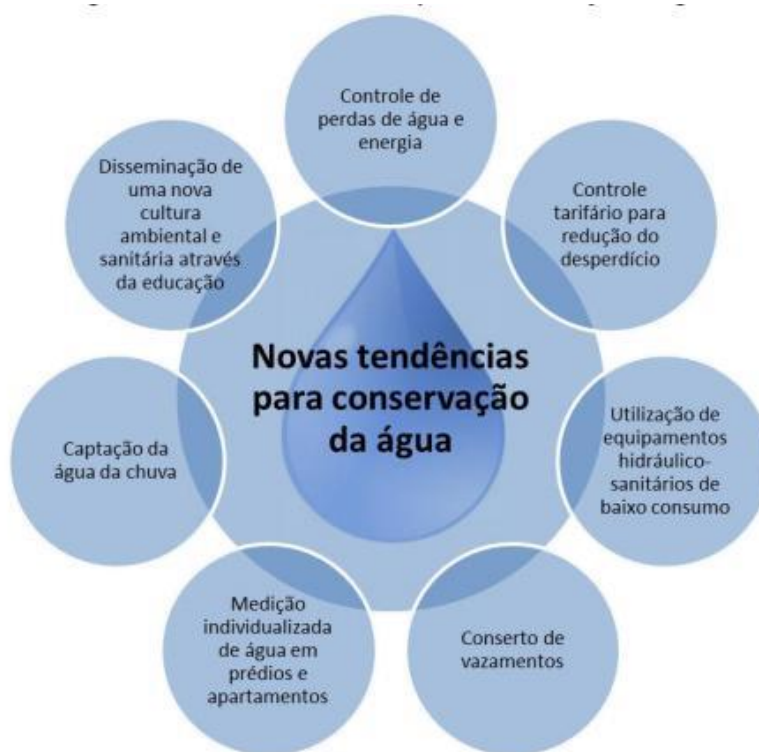 Controle de
perdas de água e
energia
Controle
tarifário para
redução do
desperdício
Utilização de
equipamentos
hidráulico-
sanitários de
baixo consumo
Conserto de
vazamentos
Medição
individualizada
de água em
prédios e
apartamentos
Captação da
água da chuva
Disseminação de
uma nova
cultura
ambiental e
sanitária através
da educação
Novas tendências
para conservação
da água